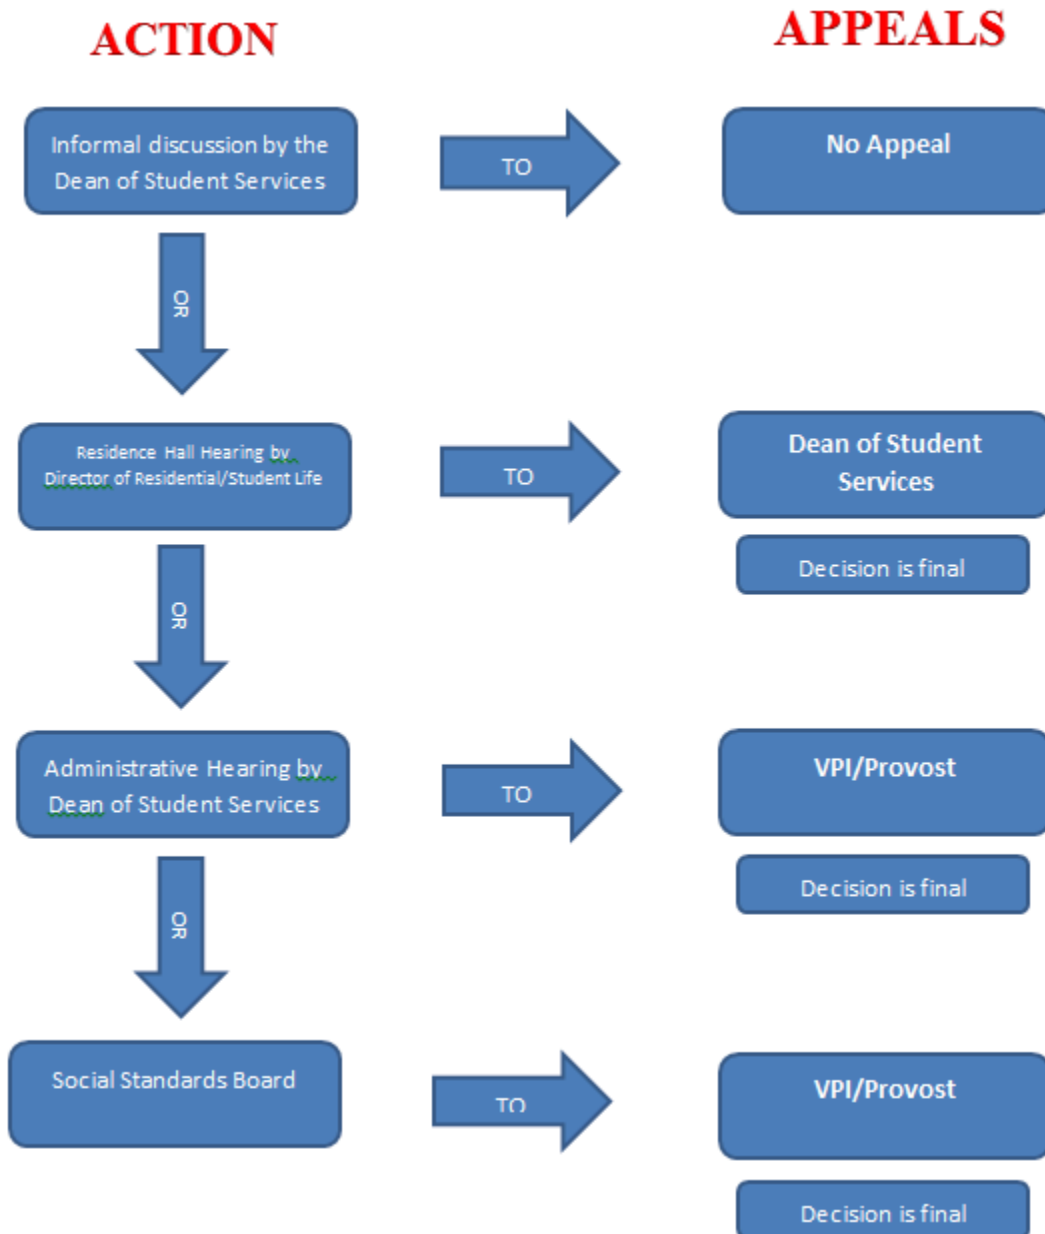 ACTION
APPEALS
Informal discussion by the
Dean of Student Services
TO
No Appeal
OR
Residence Hall Hearing by
Director of Residential/Student Life
TO
Dean of Student
Services
Decision is final
OR
Administrative Hearing by
Dean of Student Services
TO
VPI/Provost
Decision is final
OR
Social Standards Board
TO
VPI/Provost
Decision is final